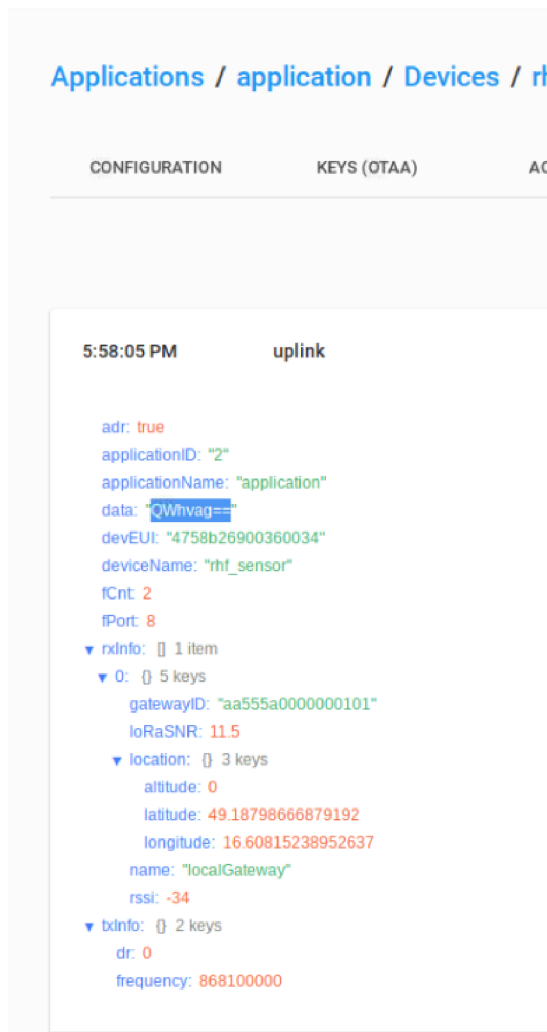 Applications / application / Devices / rh
CONFIGURATION KEYS (OTAA) AC
5:58:05 PM uplink
adr: true
applicationID: "2"
applicationName: "application"
data: "QWhvag=="
devEUI: "4758b26900360034"
deviceName: "rhf_sensor"
fCnt: 2
fPort: 8
▼ rxInfo: [] 1 item
▼ 0: {} 5 keys
gatewayID: "aa555a0000000101"
loRaSNR: 11.5
▼ location: {} 3 keys
altitude: 0
latitude: 49.18798666879192
longitude: 16.60815238952637
name: "localGateway"
rssi: -34
▼ txInfo: {} 2 keys
dr: 0
frequency: 868100000